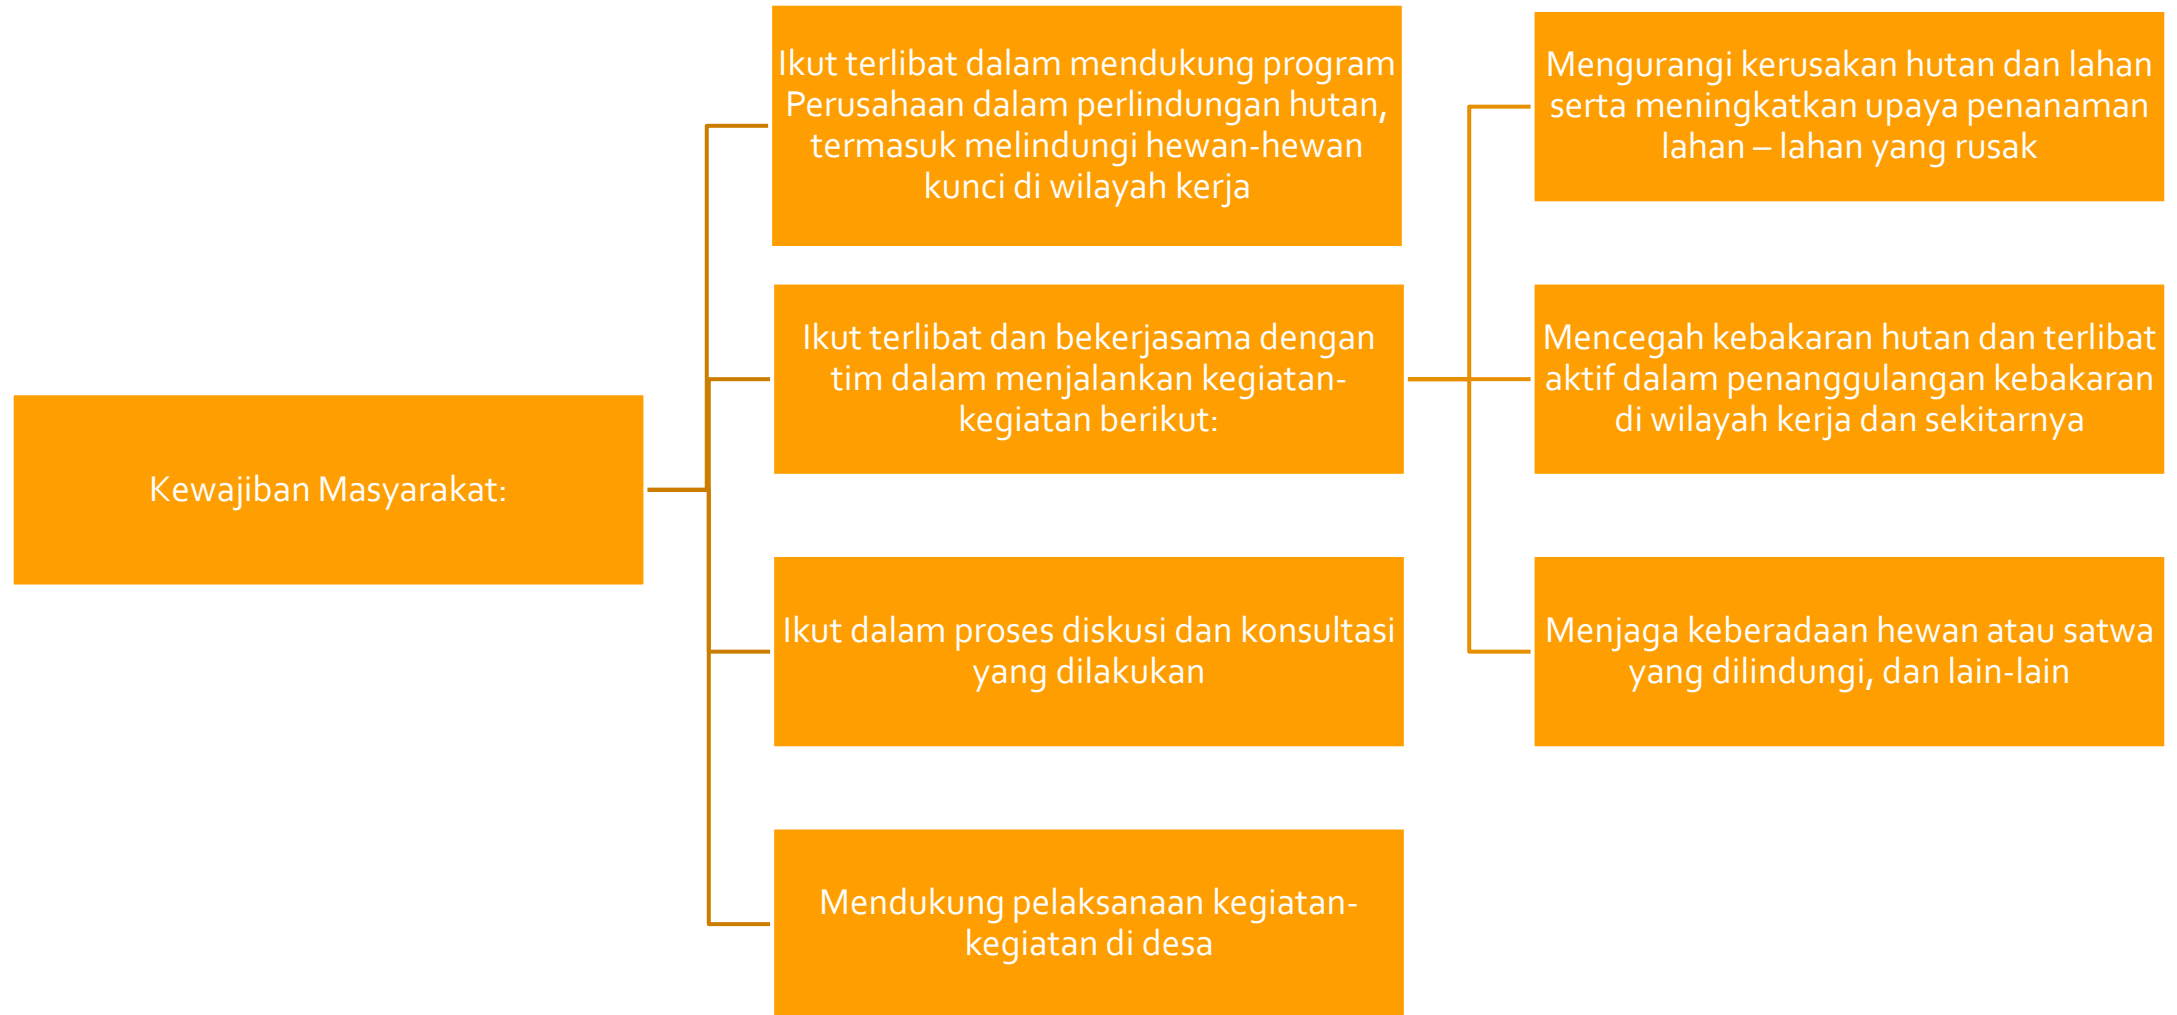 Kewajiban Masyarakat:
Ikut terlibat dalam mendukung program
Perusahaan dalam perlindungan hutan,
termasuk melindungi hewan-hewan
kunci di wilayah kerja
Ikut terlibat dan bekerjasama dengan
tim dalam menjalankan kegiatan-
kegiatan berikut:
Mengurangi kerusakan hutan dan lahan
serta meningkatkan upaya penanaman
lahan – lahan yang rusak
Mencegah kebakaran hutan dan terlibat
aktif dalam penanggulangan kebakaran
di wilayah kerja dan sekitarnya
Menjaga keberadaan hewan atau satwa
yang dilindungi, dan lain-lain
Ikut dalam proses diskusi dan konsultasi
yang dilakukan
Mendukung pelaksanaan kegiatan-
kegiatan di desa